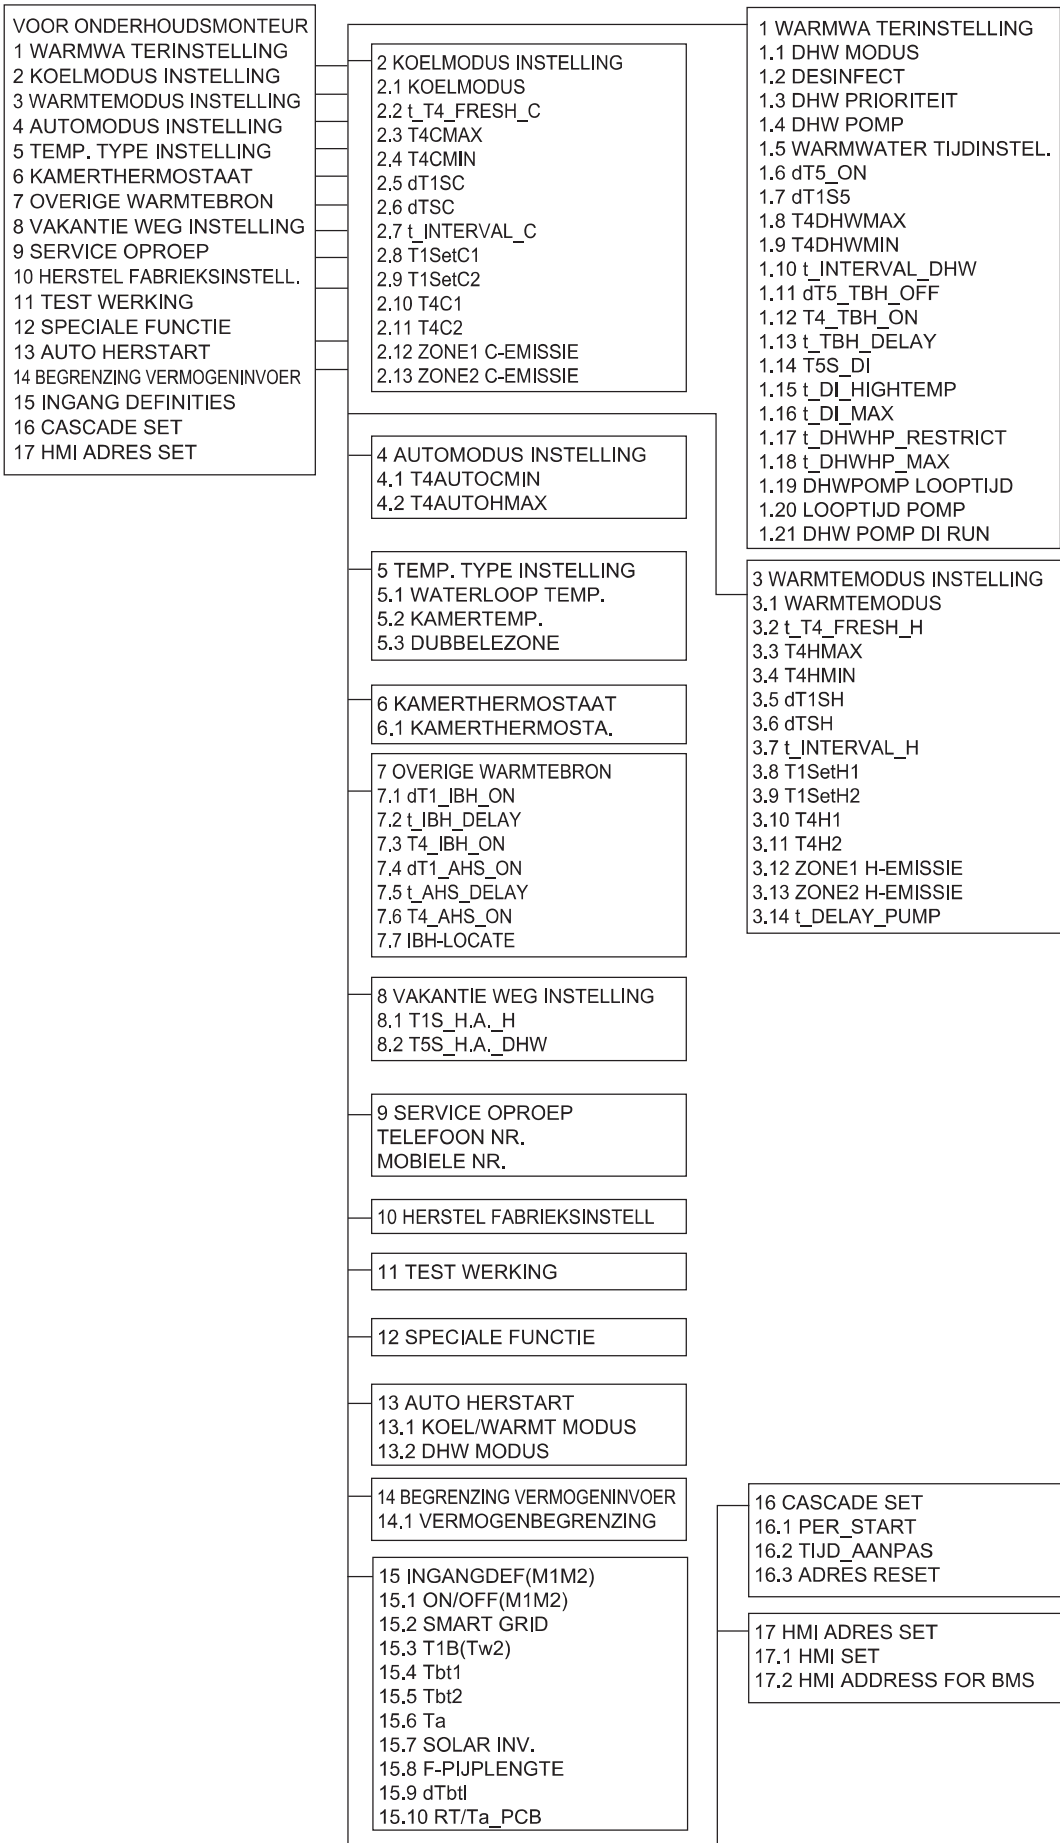 VOOR ONDERHOUDSMONTEUR
1 WARMWA TERINSTELLING
2 KOELMODUS INSTELLING
3 WARMTEMODUS INSTELLING
4 AUTOMODUS INSTELLING
5 TEMP. TYPE INSTELLING
6 KAMERTHERMOSTAAT
7 OVERIGE WARMTEBRON
8 VAKANTIE WEG INSTELLING
9 SERVICE OPROEP
10 HERSTEL FABRIEKSINSTELL.
11 TEST WERKING
12 SPECIALE FUNCTIE
13 AUTO HERSTART
14 BEGRENZING VERMOGENINVOER
15 INGANG DEFINITIES
16 CASCADE SET
17 HMI ADRES SET
1 WARMWA TERINSTELLING
1.1 DHW MODUS
1.2 DESINFECT
1.3 DHW PRIORITEIT
1.4 DHW POMP
1.5 WARMWATER TIJDINSTEL.
1.6 dT5_ON
1.7 dT1S5
1.8 T4DHWMAX
1.9 T4DHWMIN
1.10 t_INTERVAL_DHW
1.11 dT5_TBH_OFF
1.12 T4_TBH_ON
1.13 t_TBH_DELAY
1.14 T5S_DI
1.15 t_DI_HIGHTEMP
1.16 t_DI_MAX
1.17 t_DHWHP_RESTRICT
1.18 t_DHWHP_MAX
1.19 DHWPOMP LOOPTIJD
1.20 LOOPTIJD POMP
1.21 DHW POMP DI RUN
2 KOELMODUS INSTELLING
2.1 KOELMODUS
2.2 t_T4_FRESH_C
2.3 T4CMAX
2.4 T4CMIN
2.5 dT1SC
2.6 dTSC
2.7 t_INTERVAL_C
2.8 T1SetC1
2.9 T1SetC2
2.10 T4C1
2.11 T4C2
2.12 ZONE1 C-EMISSIE
2.13 ZONE2 C-EMISSIE
3 WARMTEMODUS INSTELLING
3.1 WARMTEMODUS
3.2 t_T4_FRESH_H
3.3 T4HMAX
3.4 T4HMIN
3.5 dT1SH
3.6 dTSH
3.7 t_INTERVAL_H
3.8 T1SetH1
3.9 T1SetH2
3.10 T4H1
3.11 T4H2
3.12 ZONE1 H-EMISSIE
3.13 ZONE2 H-EMISSIE
3.14 t_DELAY_PUMP
4 AUTOMODUS INSTELLING
4.1 T4AUTOCMIN
4.2 T4AUTOHMAX
5 TEMP. TYPE INSTELLING
5.1 WATERLOOP TEMP.
5.2 KAMERTEMP.
5.3 DUBBELEZONE
6 KAMERTHERMOSTAAT
6.1 KAMERTHERMOSTA.
7 OVERIGE WARMTEBRON
7.1 dT1_IBH_ON
7.2 t_IBH_DELAY
7.3 T4_IBH_ON
7.4 dT1_AHS_ON
7.5 t_AHS_DELAY
7.6 T4_AHS_ON
7.7 IBH-LOCATE
8 VAKANTIE WEG INSTELLING
8.1 T1S_H.A._H
8.2 T5S_H.A._DHW
9 SERVICE OPROEP
TELEFOON NR.
MOBIELE NR.
10 HERSTEL FABRIEKSINSTELL
11 TEST WERKING
12 SPECIALE FUNCTIE
13 AUTO HERSTART
13.1 KOEL/WARMT MODUS
13.2 DHW MODUS
14 BEGRENZING VERMOGENINVOER
14.1 VERMOGENBEGRENZING
15 INGANGDEF(M1M2)
15.1 ON/OFF(M1M2)
15.2 SMART GRID
15.3 T1B(Tw2)
15.4 Tbt1
15.5 Tbt2
15.6 Ta
15.7 SOLAR INV.
15.8 F-PIJPLENGTE
15.9 dTbtl
15.10 RT/Ta_PCB
16 CASCADE SET
16.1 PER_START
16.2 TIJD_AANPAS
16.3 ADRES RESET
17 HMI ADRES SET
17.1 HMI SET
17.2 HMI ADDRESS FOR BMS